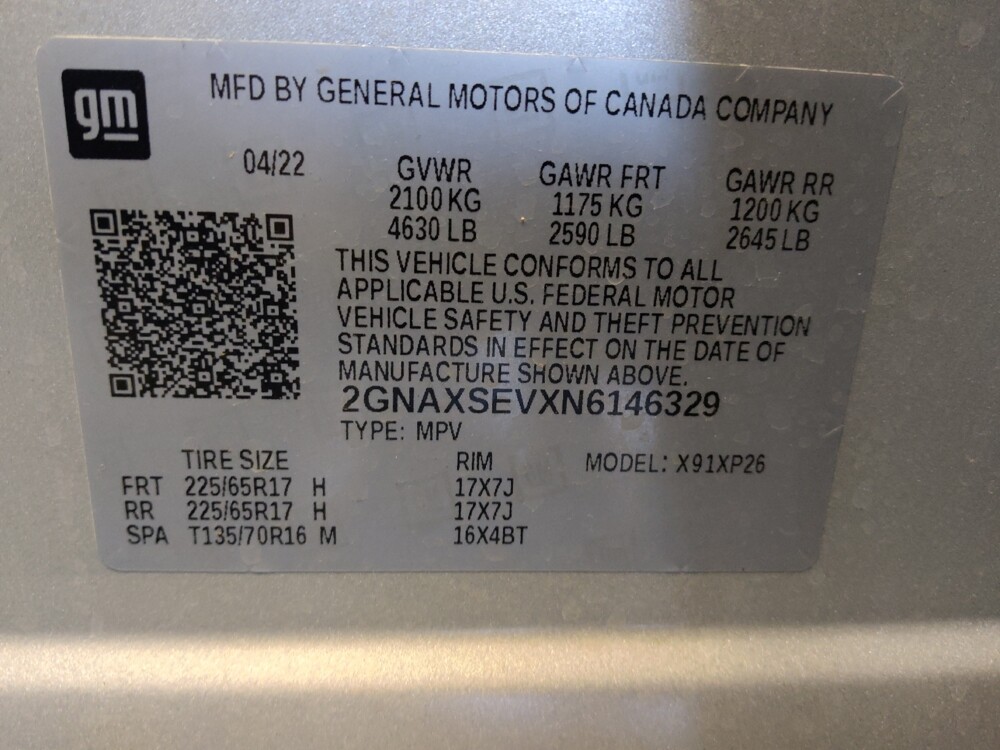 gm
MFD BY GENERAL MOTORS OF CANADA COMPANY
04/22 GVWR GAWR FRT GAWR RR
2100 KG 1175 KG 1200 KG
4630 LB 2590 LB 2645 LB
THIS VEHICLE CONFORMS TO ALL
APPLICABLE U.S. FEDERAL MOTOR
VEHICLE SAFETY AND THEFT PREVENTION
STANDARDS IN EFFECT ON THE DATE OF
MANUFACTURE SHOWN ABOVE.
2GNAXSEVXN6146329
TYPE: MPV
TIRE SIZE RIM MODEL: X91XP26
FRT 225/65R17 H 17X7J
RR 225/65R17 H 17X7J
SPA T135/70R16 M 16X4BT